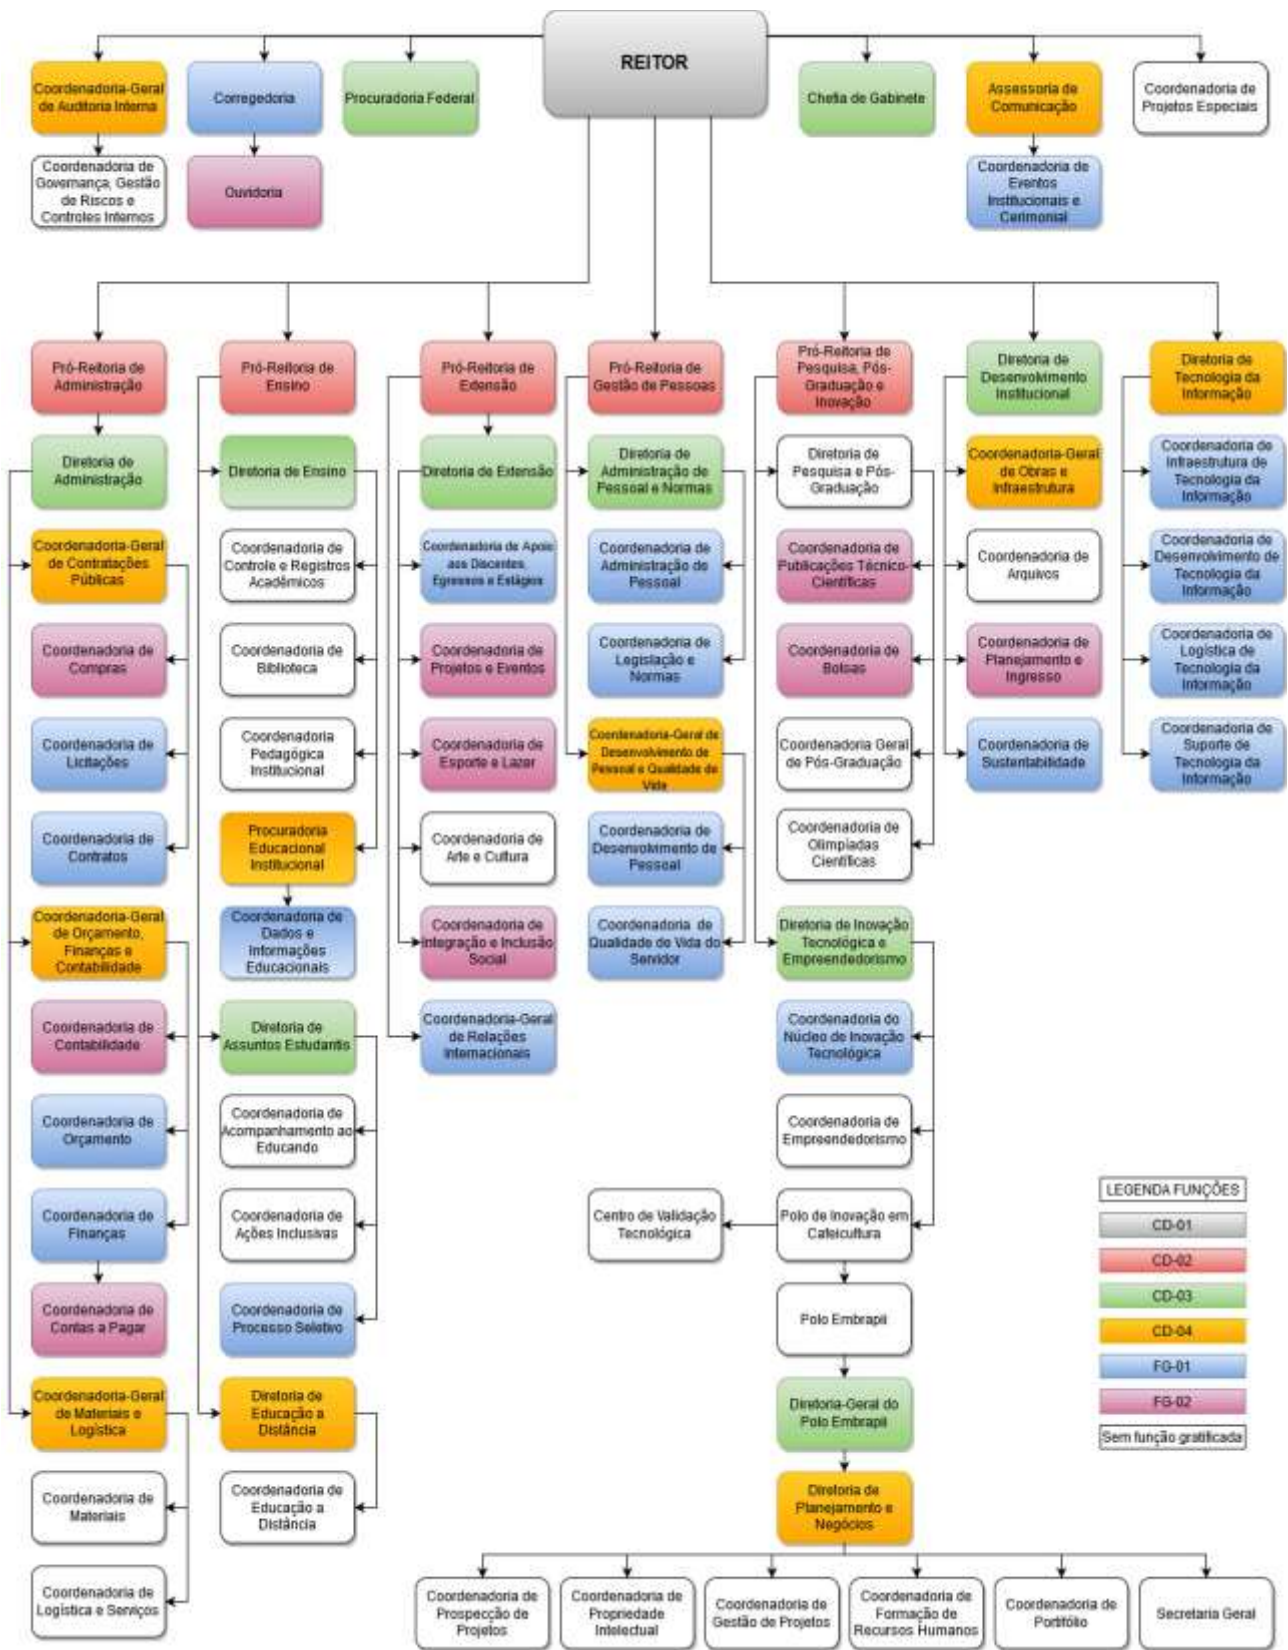 REITOR
Coordenadoria-Geral
de Auditoria Interna
Corregedoria
Procuradoria Federal
Chefia de Gabinete
Assessoria de
Comunicação
Coordenadoria de
Projetos Especiais
Coordenadoria de
Governança, Gestão
de Riscos e
Controles Internos
Ouvidoria
Coordenadoria de
Eventos
Institucionais e
Cerimonial
Pró-Reitoria de
Administração
Diretoria de
Administração
Coordenadoria-Geral
de Contratações
Públicas
Coordenadoria de
Compras
Coordenadoria de
Licitações
Coordenadoria de
Contratos
Coordenadoria-Geral
de Orçamento,
Finanças e
Contabilidade
Coordenadoria de
Contabilidade
Coordenadoria de
Orçamento
Coordenadoria de
Finanças
Coordenadoria de
Contas a Pagar
Coordenadoria-Geral
de Materiais e
Logística
Coordenadoria de
Materiais
Coordenadoria de
Logística e Serviços
Pró-Reitoria de
Ensino
Diretoria de Ensino
Coordenadoria de
Controle e Registros
Acadêmicos
Coordenadoria de
Biblioteca
Coordenadoria
Pedagógica
Institucional
Procuradoria
Educacional
Institucional
Coordenadoria de
Dados e
Informações
Educacionais
Diretoria de
Assuntos Estudantis
Coordenadoria de
Acompanhamento ao
Educando
Coordenadoria de
Ações Inclusivas
Coordenadoria de
Processo Seletivo
Diretoria de
Educação a
Distância
Coordenadoria de
Educação a
Distância
Pró-Reitoria de
Extensão
Diretoria de Extensão
Coordenadoria de Apoio
aos Discentes,
Egressos e Estágios
Coordenadoria de
Projetos e Eventos
Coordenadoria de
Esporte e Lazer
Coordenadoria de
Arte e Cultura
Coordenadoria de
Integração e Inclusão
Social
Coordenadoria-Geral
de Relações
Internacionais
Pró-Reitoria de
Gestão de Pessoas
Diretoria de
Administração de
Pessoal e Normas
Coordenadoria de
Administração de
Pessoal
Coordenadoria de
Legislação e
Normas
Coordenadoria-Geral de
Desenvolvimento de
Pessoal e Qualidade de
Vida
Coordenadoria de
Desenvolvimento de
Pessoal
Coordenadoria de
Qualidade de Vida do
Servidor
Pró-Reitoria de
Pesquisa, Pós-
Graduação e
Inovação
Diretoria de
Pesquisa e Pós-
Graduação
Coordenadoria de
Publicações Técnico-
Científicas
Coordenadoria de
Bolsas
Coordenadoria Geral
de Pós-Graduação
Coordenadoria de
Olimpíadas
Científicas
Diretoria de Inovação
Tecnológica e
Empreendedorismo
Coordenadoria do
Núcleo de Inovação
Tecnológica
Coordenadoria de
Empreendedorismo
Centro de Validação
Tecnológica
Polo de Inovação em
Cafeicultura
Polo Embrapii
Diretoria-Geral do
Polo Embrapii
Diretoria de
Planejamento e
Negócios
Coordenadoria de
Prospecção de
Projetos
Coordenadoria de
Propriedade
Intelectual
Coordenadoria de
Gestão de Projetos
Coordenadoria de
Formação de
Recursos Humanos
Coordenadoria de
Portifólio
Secretaria Geral
Diretoria de
Desenvolvimento
Institucional
Coordenadoria-Geral
de Obras e
Infraestrutura
Coordenadoria de
Arquivos
Coordenadoria de
Planejamento e
Ingresso
Coordenadoria de
Sustentabilidade
Diretoria de
Tecnologia da
Informação
Coordenadoria de
Infraestrutura de
Tecnologia da
Informação
Coordenadoria de
Desenvolvimento de
Tecnologia da
Informação
Coordenadoria de
Logística de
Tecnologia da
Informação
Coordenadoria de
Suporte de
Tecnologia da
Informação
LEGENDA FUNÇÕES
CD-01
CD-02
CD-03
CD-04
FG-01
FG-02
Sem função gratificada